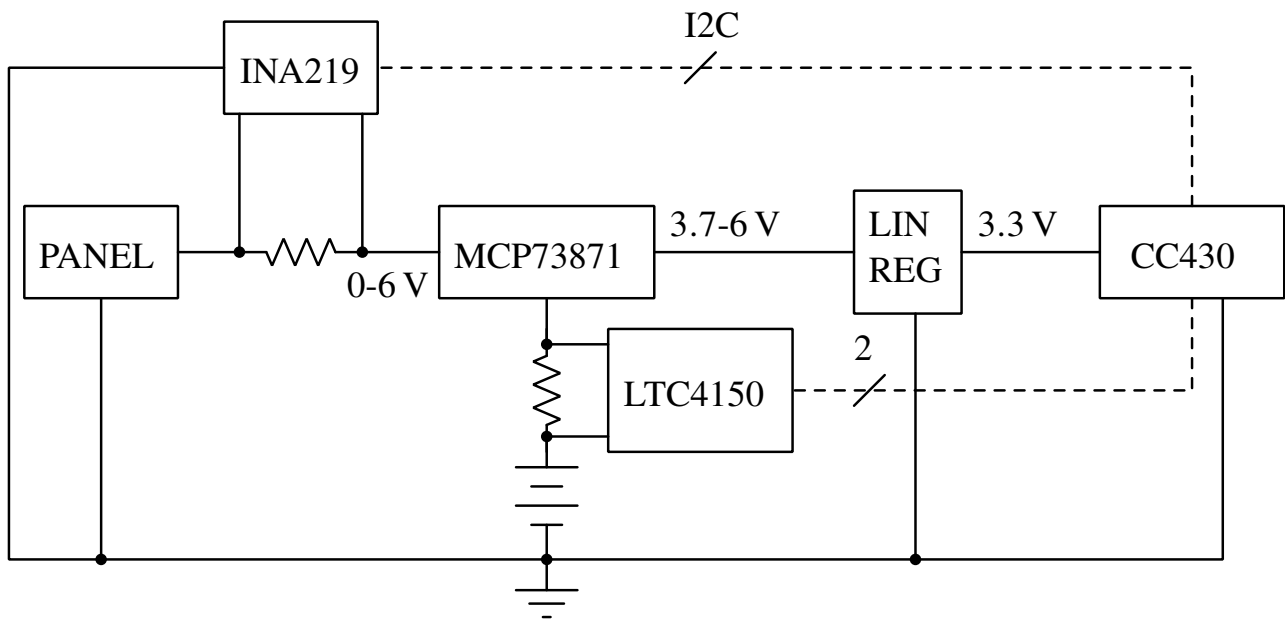 I2C
INA219
PANEL
0-6 V
MCP73871
3.7-6 V
LIN
REG
3.3 V
CC430
2
LTC4150